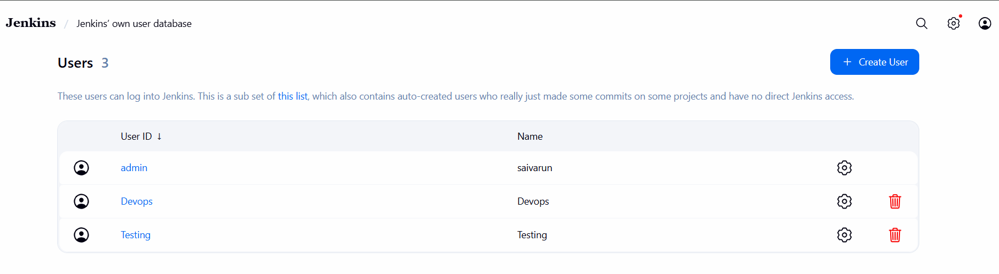 Jenkins / Jenkins’ own user database
Users 3
+ Create User
These users can log into Jenkins. This is a sub set of this list, which also contains auto-created users who really just made some commits on some projects and have no direct Jenkins access.
User ID ↓ Name
admin saivarun
Devops Devops
Testing Testing